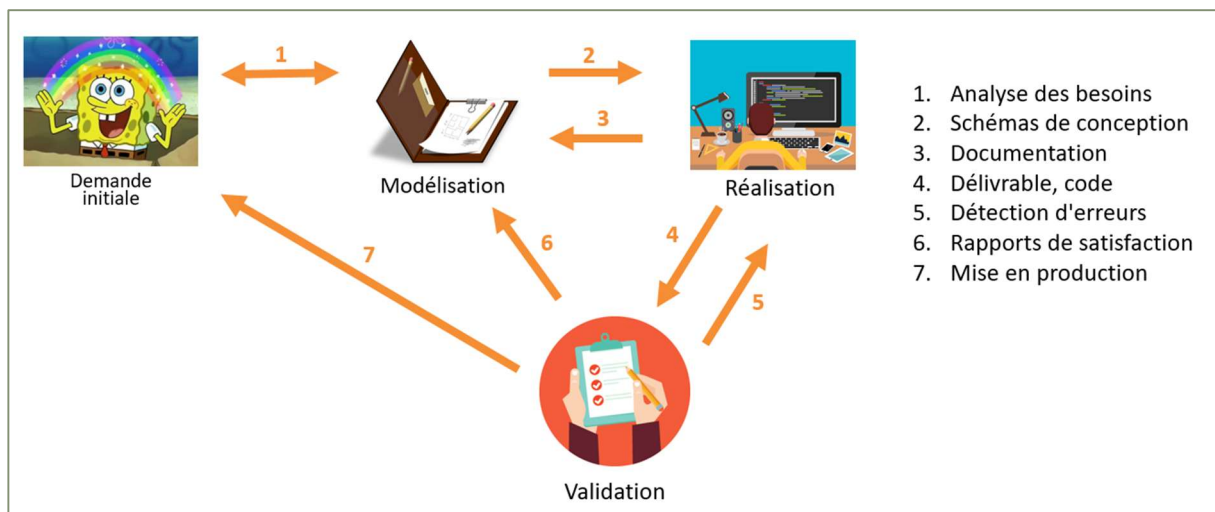 1
2
3
Demande
initiale
Modélisation
Réalisation
7
6
4
5
Validation
1. Analyse des besoins
2. Schémas de conception
3. Documentation
4. Délivrable, code
5. Détection d'erreurs
6. Rapports de satisfaction
7. Mise en production